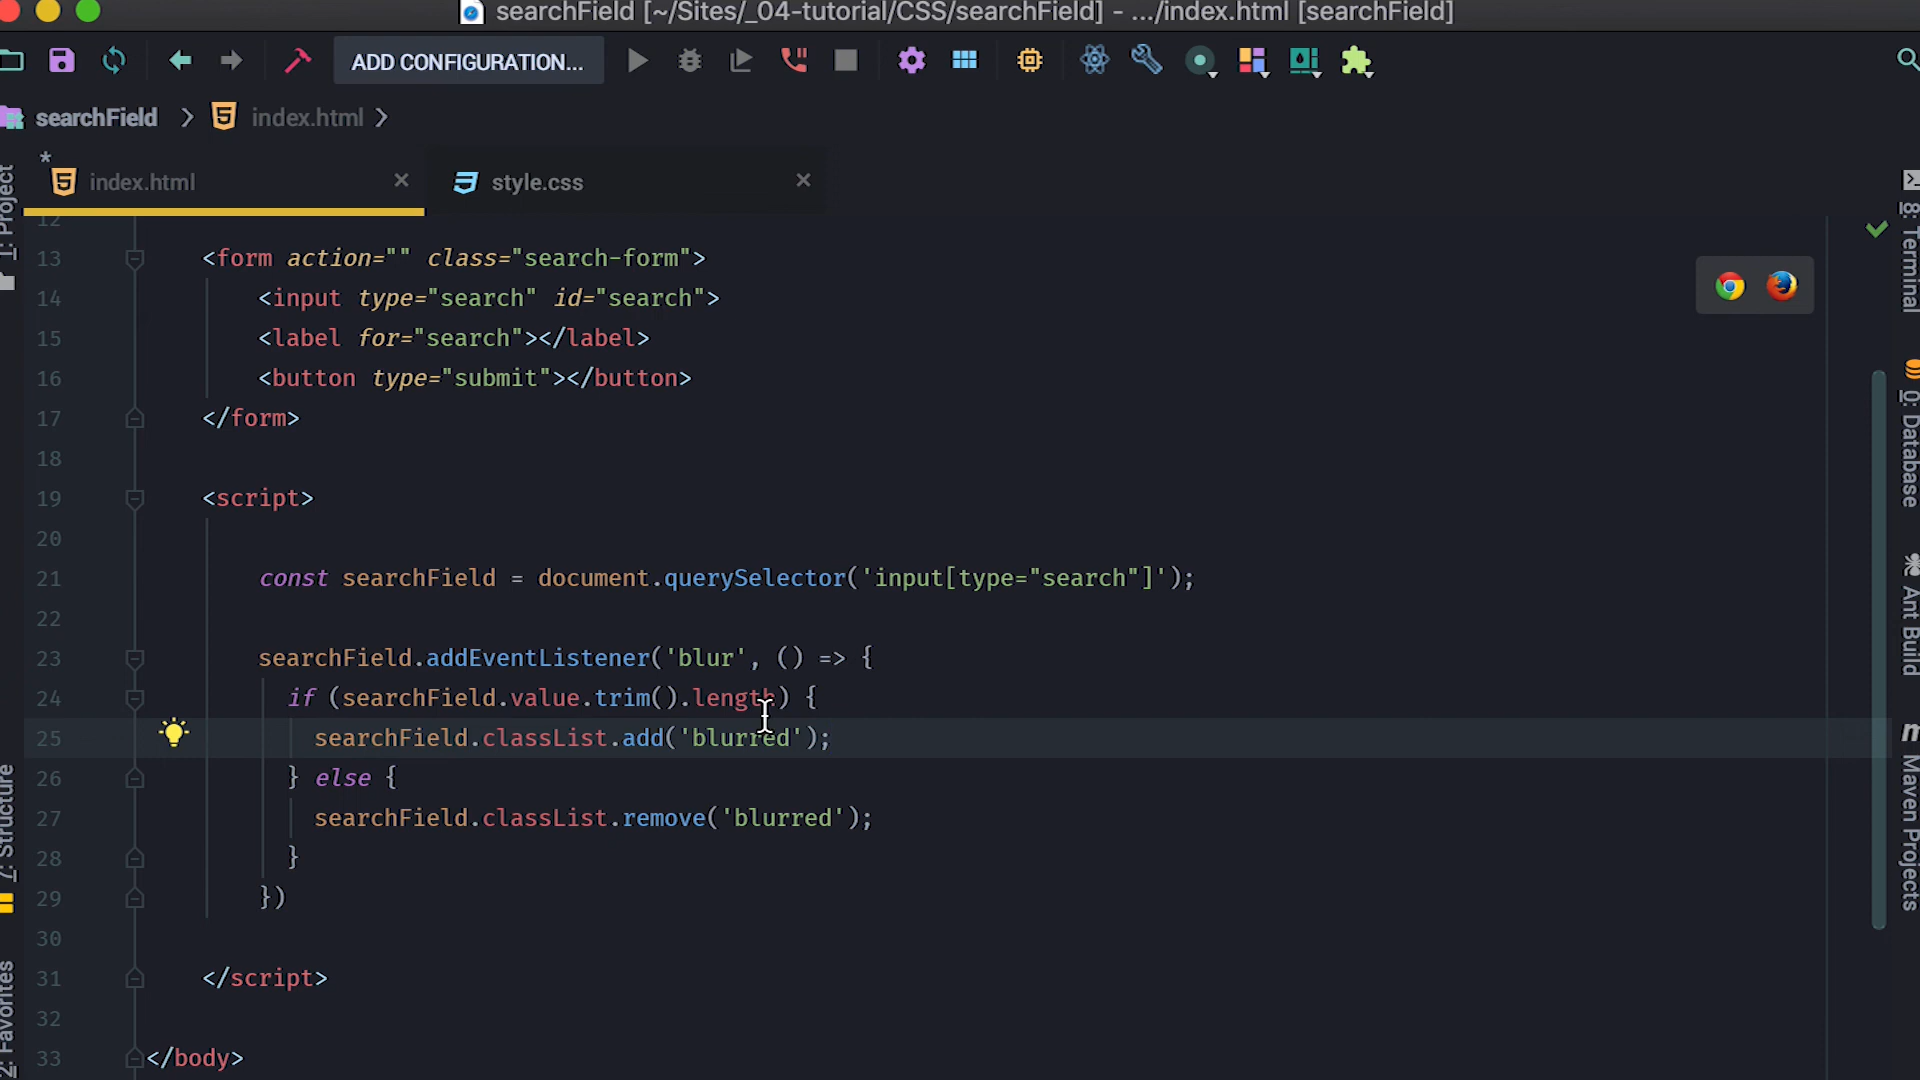 searchField [~/Sites/_04-tutorial/CSS/searchField] - .../index.html [searchField]
ADD CONFIGURATION...
searchField
index.html
*
index.html
style.css
12
13 <form action="" class="search-form">
14 <input type="search" id="search">
15 <label for="search"></label>
16 <button type="submit"></button>
17 </form>
18
19 <script>
20
21 const searchField = document.querySelector('input[type="search"]');
22
23 searchField.addEventListener('blur', () => {
24 if (searchField.value.trim().length) {
25 searchField.classList.add('blurred');
26 } else {
27 searchField.classList.remove('blurred');
28 }
29 })
30
31 </script>
32
33 </body>
1: Project
7: Structure
2: Favorites
8: Terminal
0: Database
Ant Build
m
Maven Projects